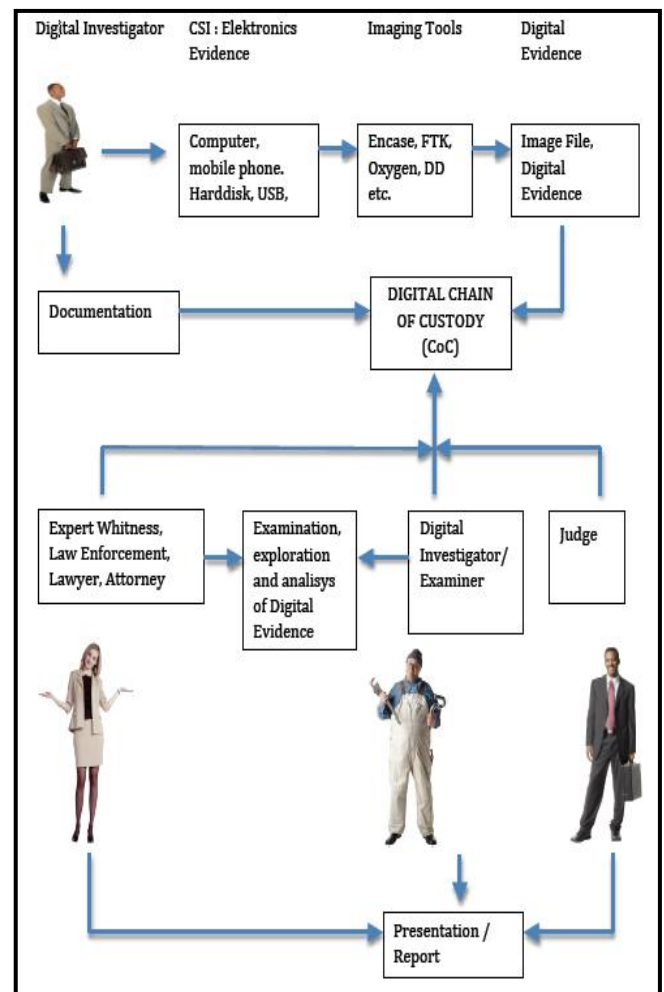 Digital Investigator
CSI : Elektronics
Evidence
Imaging Tools
Digital
Evidence
Computer,
mobile phone.
Harddisk, USB,
Encase, FTK,
Oxygen, DD
etc.
Image File,
Digital
Evidence
Documentation
DIGITAL CHAIN
OF CUSTODY
(CoC)
Expert Whitness,
Law Enforcement,
Lawyer, Attorney
Examination,
exploration
and analisys
of Digital
Evidence
Digital
Investigator/
Examiner
Judge
Presentation /
Report